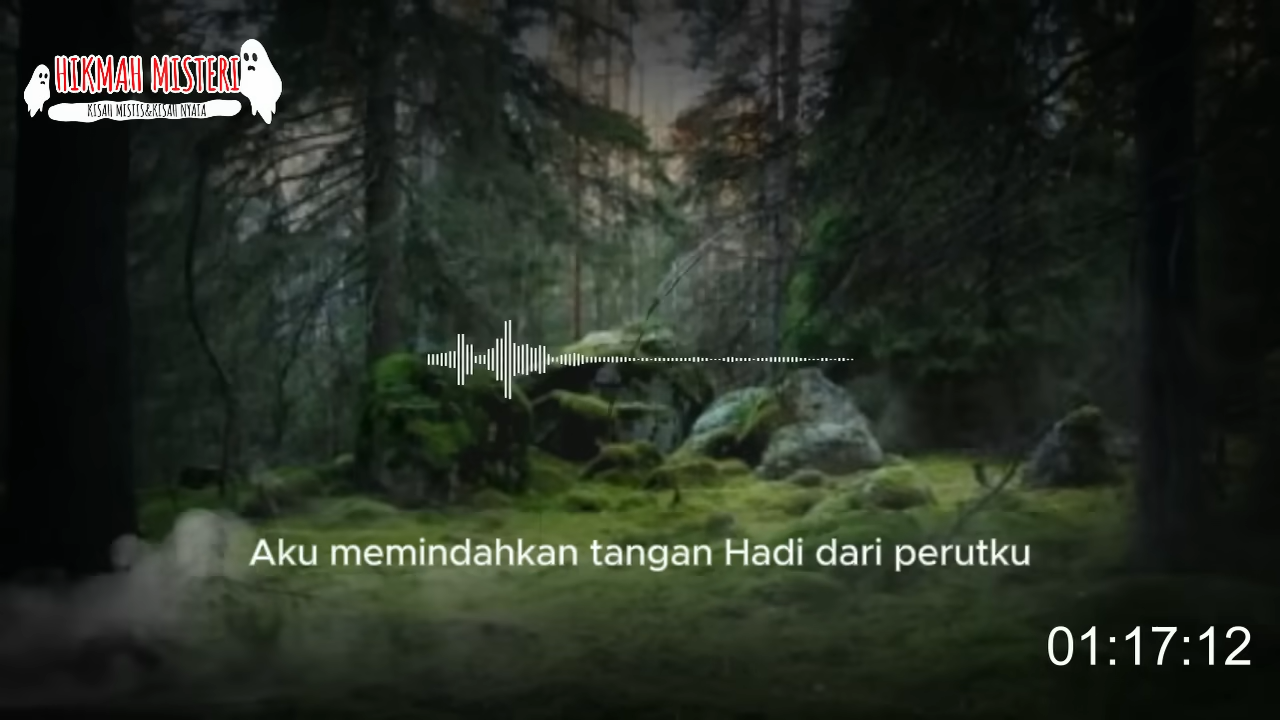 HIKMAH MISTERI
KISAH MISTIS&KISAH NYATA
Aku memindahkan tangan Hadi dari perutku
01:17:12